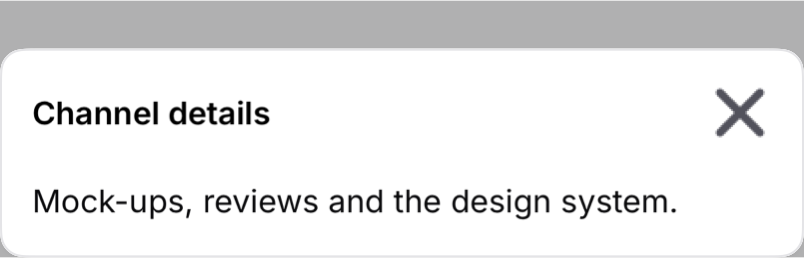 Channel details
Mock-ups, reviews and the design system.